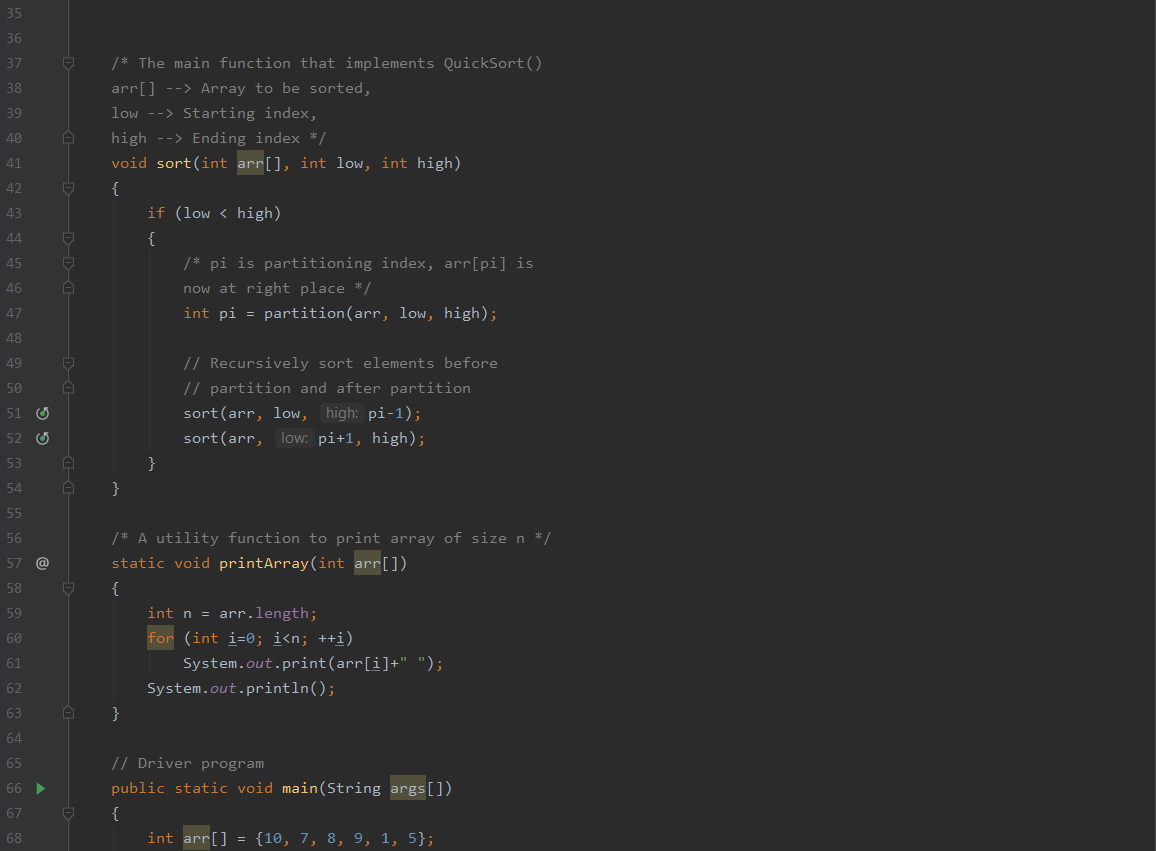 35
36
37 /* The main function that implements QuickSort()
38 arr[] --> Array to be sorted,
39 low --> Starting index,
40 high --> Ending index */
41 void sort(int arr[], int low, int high)
42 {
43 if (low < high)
44 {
45 /* pi is partitioning index, arr[pi] is
46 now at right place */
47 int pi = partition(arr, low, high);
48
49 // Recursively sort elements before
50 // partition and after partition
51 sort(arr, low, high: pi-1);
52 sort(arr, low: pi+1, high);
53 }
54 }
55
56 /* A utility function to print array of size n */
57 @ static void printArray(int arr[])
58 {
59 int n = arr.length;
60 for (int i=0; i<n; ++i)
61 System.out.print(arr[i]+" ");
62 System.out.println();
63 }
64
65 // Driver program
66 public static void main(String args[])
67 {
68 int arr[] = {10, 7, 8, 9, 1, 5};